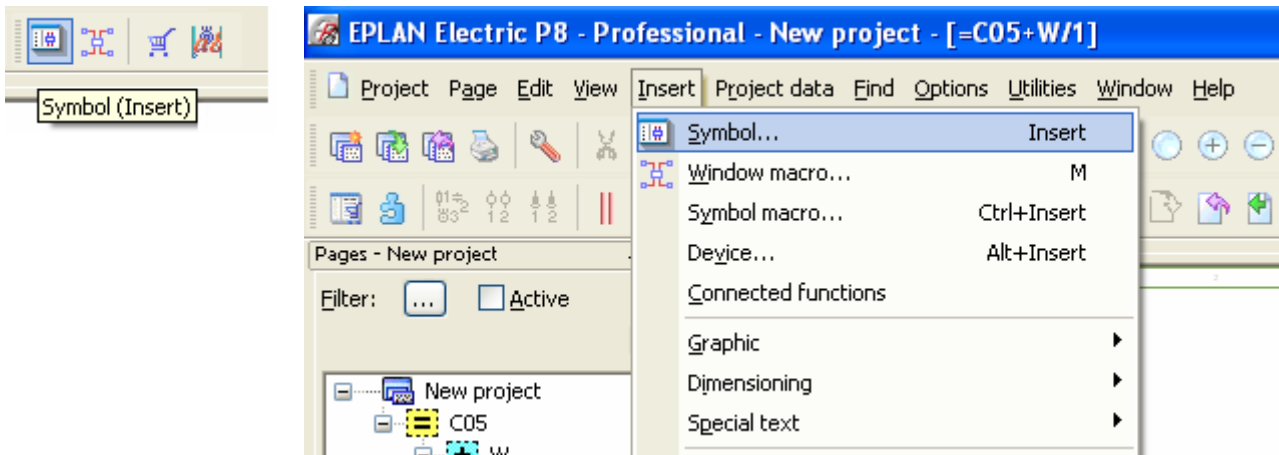 Symbol (Insert)
EPLAN Electric P8 - Professional - New project - [=C05+W/1]
Project Page Edit View Insert Project data Find Options Utilities Window Help
Symbol... Insert
Window macro... M
Symbol macro... Ctrl+Insert
Device... Alt+Insert
Connected functions
Graphic
Dimensioning
Special text
Pages - New project
Filter: ... Active
New project
C05
W